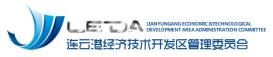 LEDA
LIANYUNGANG ECONOMIC &TECHNOLOGICAL
DEVELOPMENT AREA ADMINISTRATION COMMITTEE
连云港经济技术开发区管理委员会